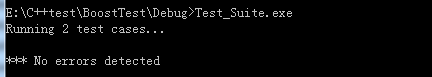 E:\C++test\BoostTest\Debug>Test_Suite.exe
Running 2 test cases...
*** No errors detected